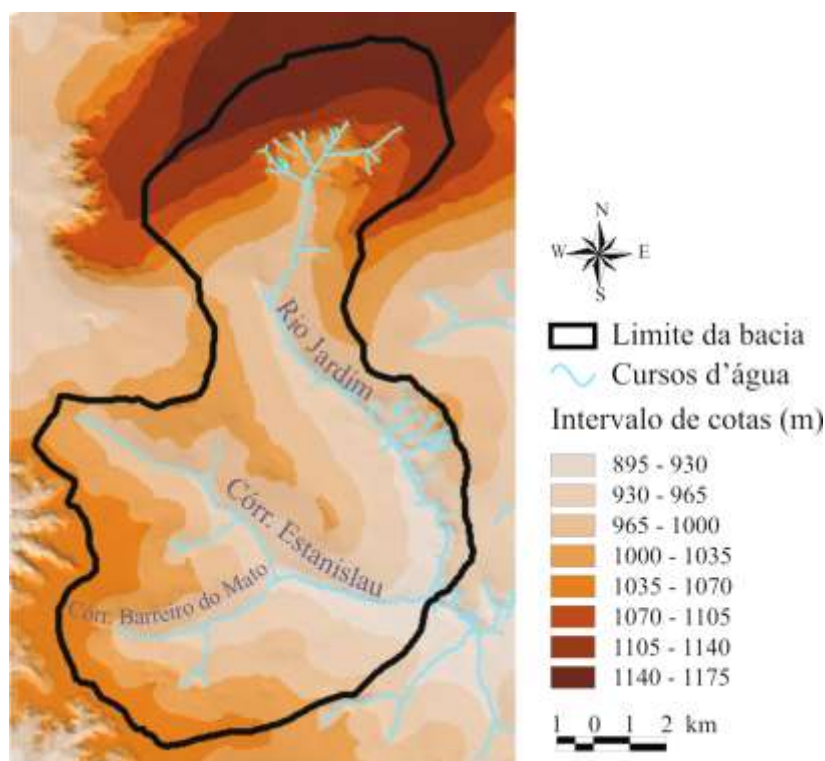 Rio Jardim
Córr. Estanislau
Córr. Barreiro do Mato
N
W E
S
Limite da bacia
Cursos d'água
Intervalo de cotas (m)
895 - 930
930 - 965
965 - 1000
1000 - 1035
1035 - 1070
1070 - 1105
1105 - 1140
1140 - 1175
1 0 1 2 km